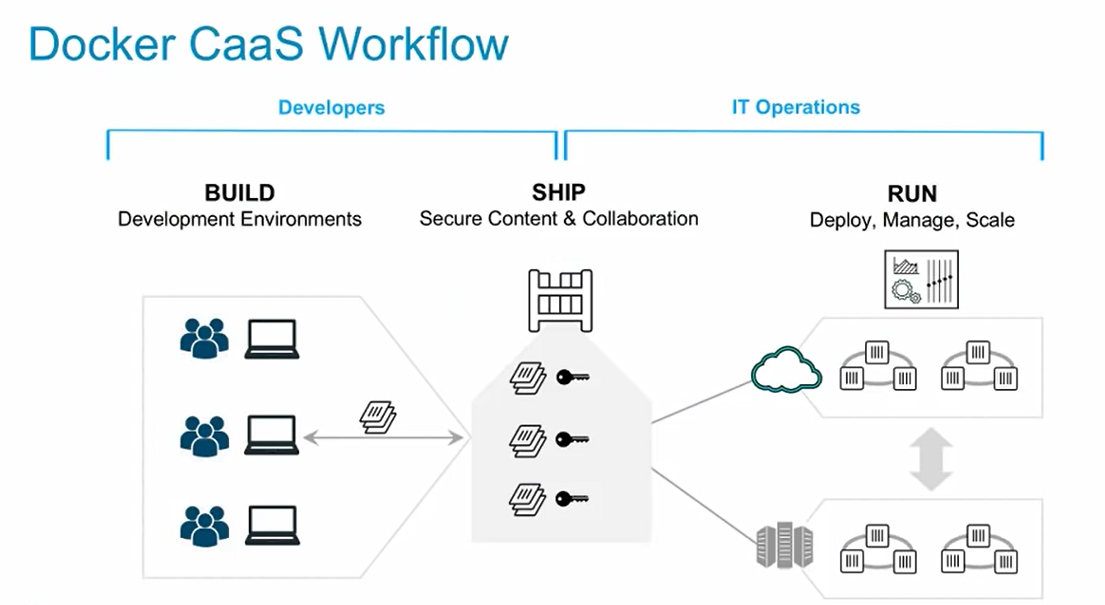 Docker CaaS Workflow
Developers
IT Operations
BUILD
Development Environments
SHIP
Secure Content & Collaboration
RUN
Deploy, Manage, Scale